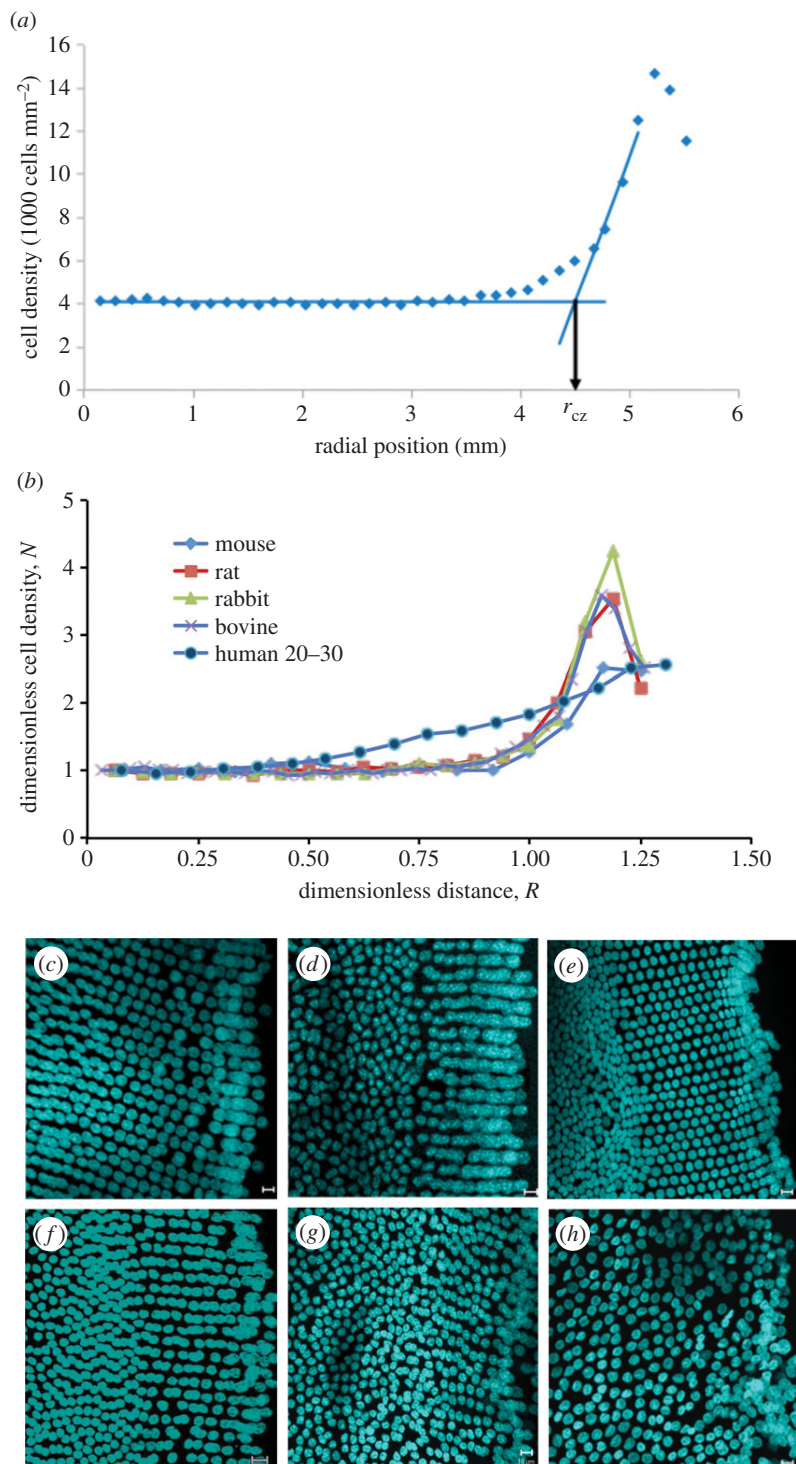 (a)
16
14
12
10
8
6
4
2
0
cell density (1000 cells mm−2)
0 1 2 3 4 5 6
rcz
radial position (mm)
(b)
5
4
3
2
1
0
dimensionless cell density, N
mouse
rat
rabbit
bovine
human 20–30
0 0.25 0.50 0.75 1.00 1.25 1.50
dimensionless distance, R
(c) (d) (e)
(f) (g) (h)